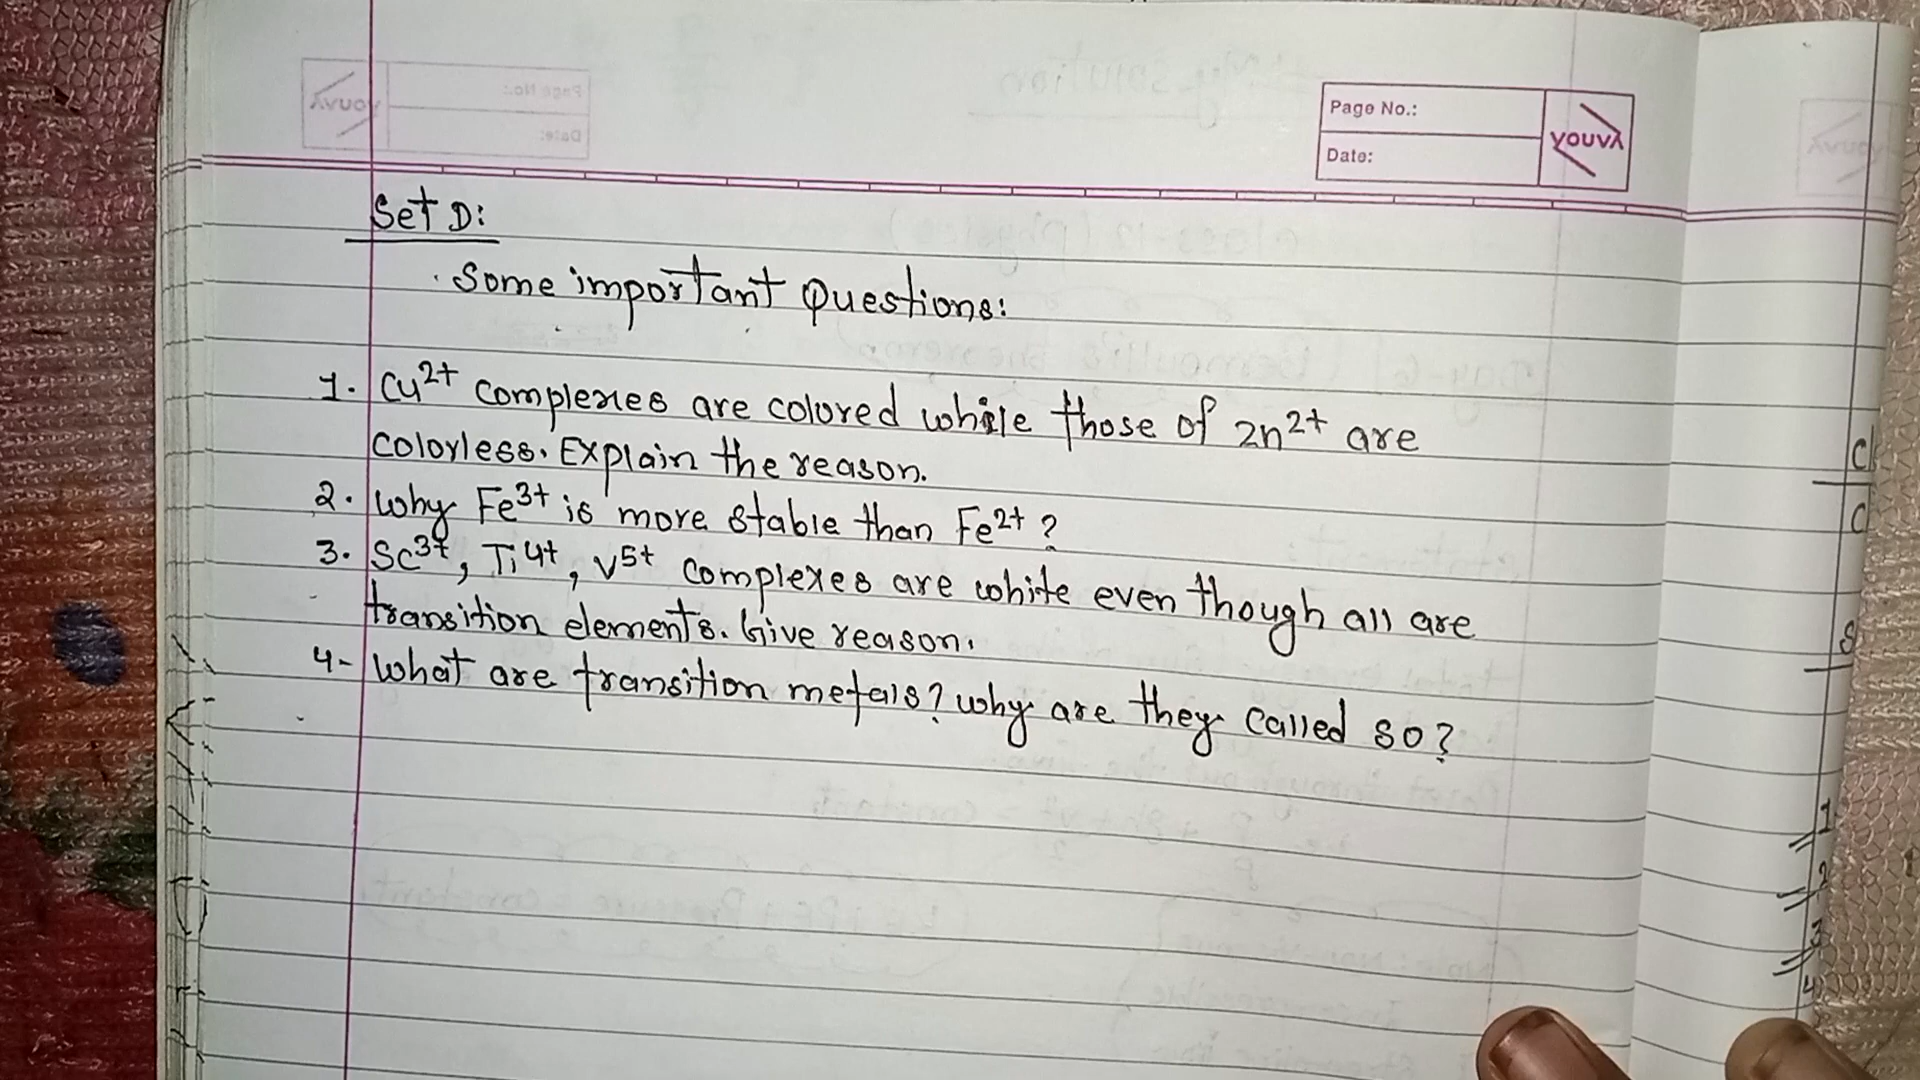 Page No.:
Date:
YOUVA
Set D:
Some important Questions:
1. Cu²⁺ complexes are colored while those of Zn²⁺ are
colorless. Explain the reason.
2. Why Fe³⁺ is more stable than Fe²⁺?
3. Sc³⁺, Ti⁴⁺, V⁵⁺ complexes are white even though all are
transition elements. Give reason.
4- What are transition metals? Why are they called so?